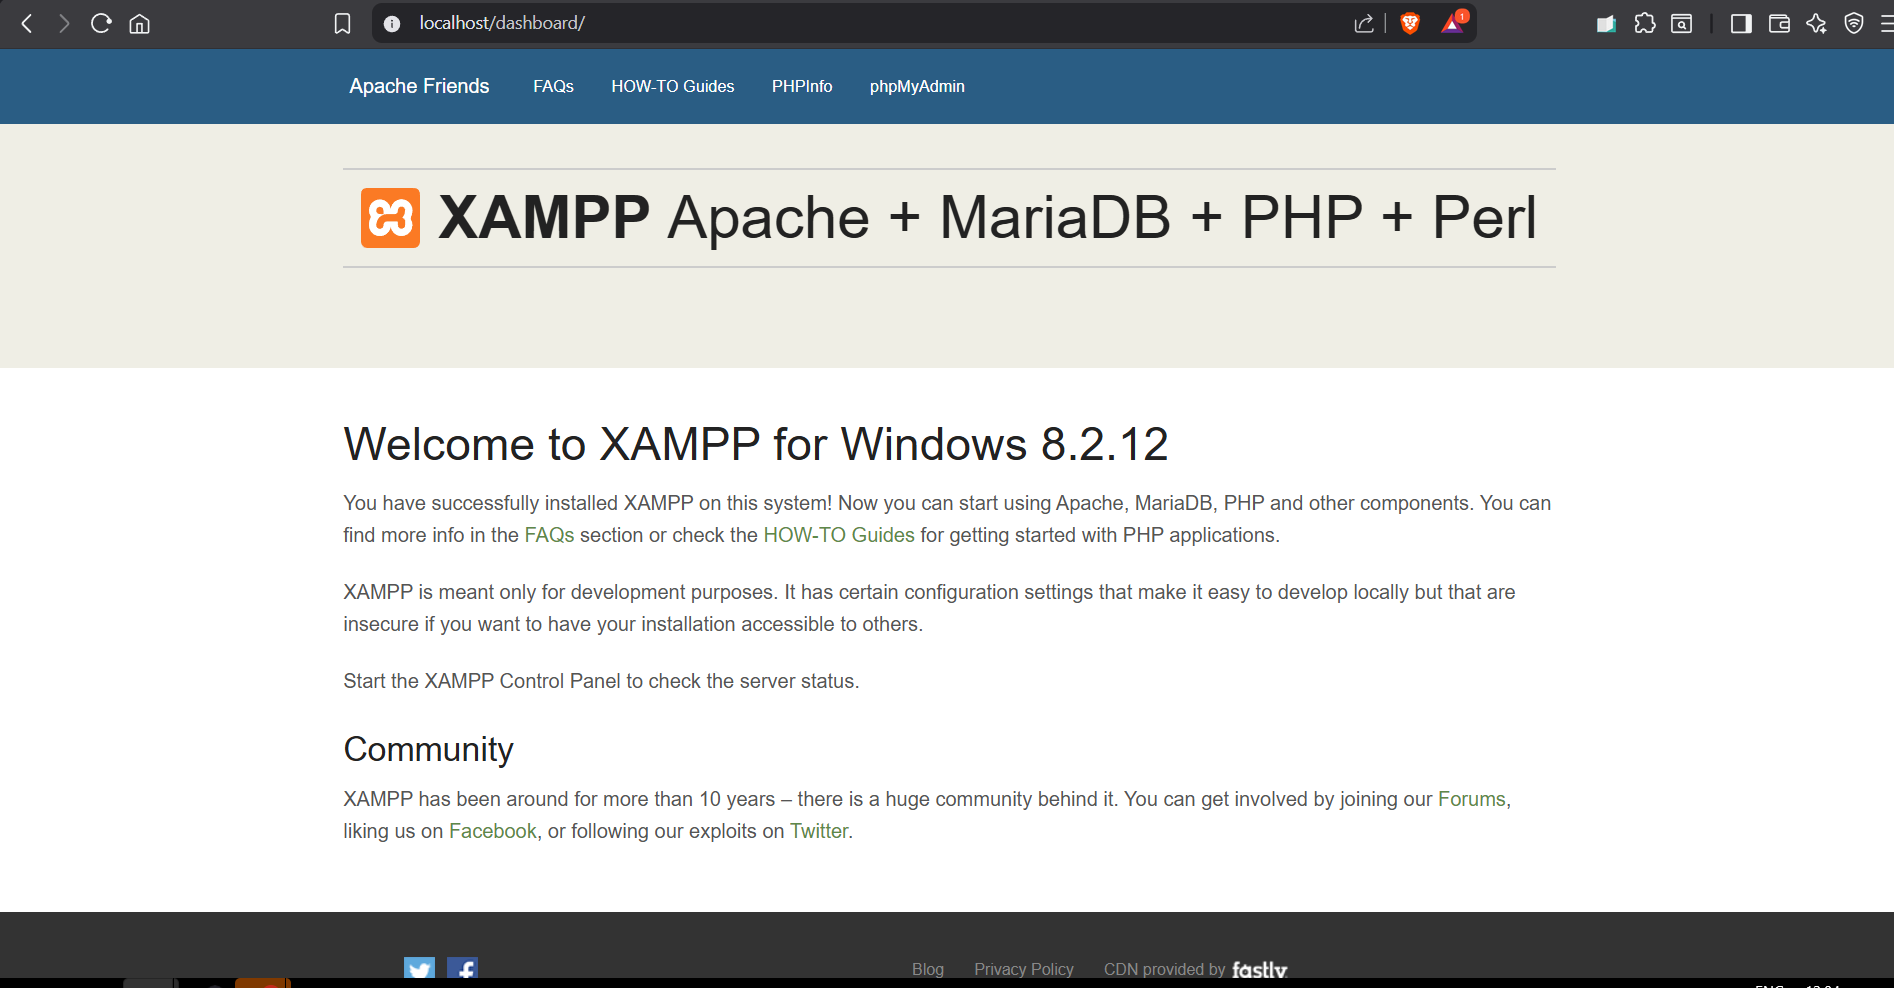 localhost/dashboard/
1
Apache Friends FAQs HOW-TO Guides PHPInfo phpMyAdmin
XAMPP Apache + MariaDB + PHP + Perl
Welcome to XAMPP for Windows 8.2.12
You have successfully installed XAMPP on this system! Now you can start using Apache, MariaDB, PHP and other components. You can
find more info in the FAQs section or check the HOW-TO Guides for getting started with PHP applications.
XAMPP is meant only for development purposes. It has certain configuration settings that make it easy to develop locally but that are
insecure if you want to have your installation accessible to others.
Start the XAMPP Control Panel to check the server status.
Community
XAMPP has been around for more than 10 years – there is a huge community behind it. You can get involved by joining our Forums,
liking us on Facebook, or following our exploits on Twitter.
Blog Privacy Policy CDN provided by fastly